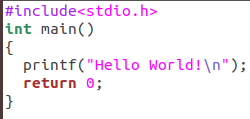 #include<stdio.h>
int main()
{
  printf("Hello World!\n");
  return 0;
}